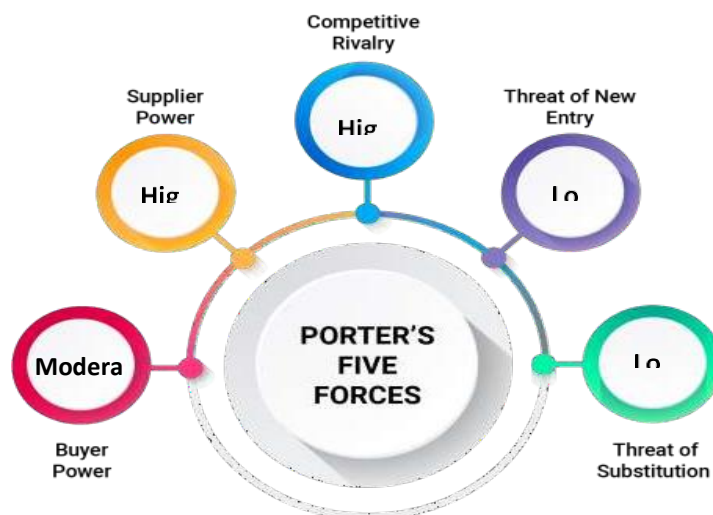 Competitive
Rivalry
Hig
Supplier
Power
Hig
Threat of New
Entry
Lo
Modera
Buyer
Power
PORTER'S
FIVE
FORCES
Lo
Threat of
Substitution